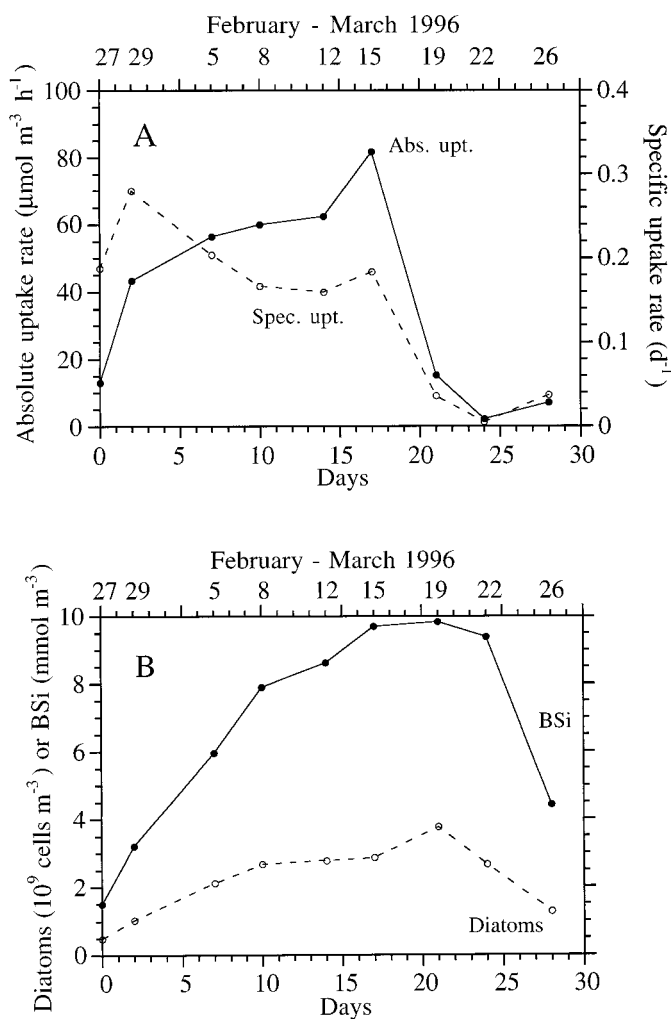 February - March 1996
27 29 5 8 12 15 19 22 26
100
80
60
40
20
0
Absolute uptake rate (μmol m⁻³ h⁻¹)
A
Abs. upt.
Spec. upt.
0.4
0.3
0.2
0.1
0
Specific uptake rate (d⁻¹)
0 5 10 15 20 25 30
Days
February - March 1996
27 29 5 8 12 15 19 22 26
10
8
6
4
2
0
Diatoms (10⁹ cells m⁻³) or BSi (mmol m⁻³)
B
BSi
Diatoms
0 5 10 15 20 25 30
Days